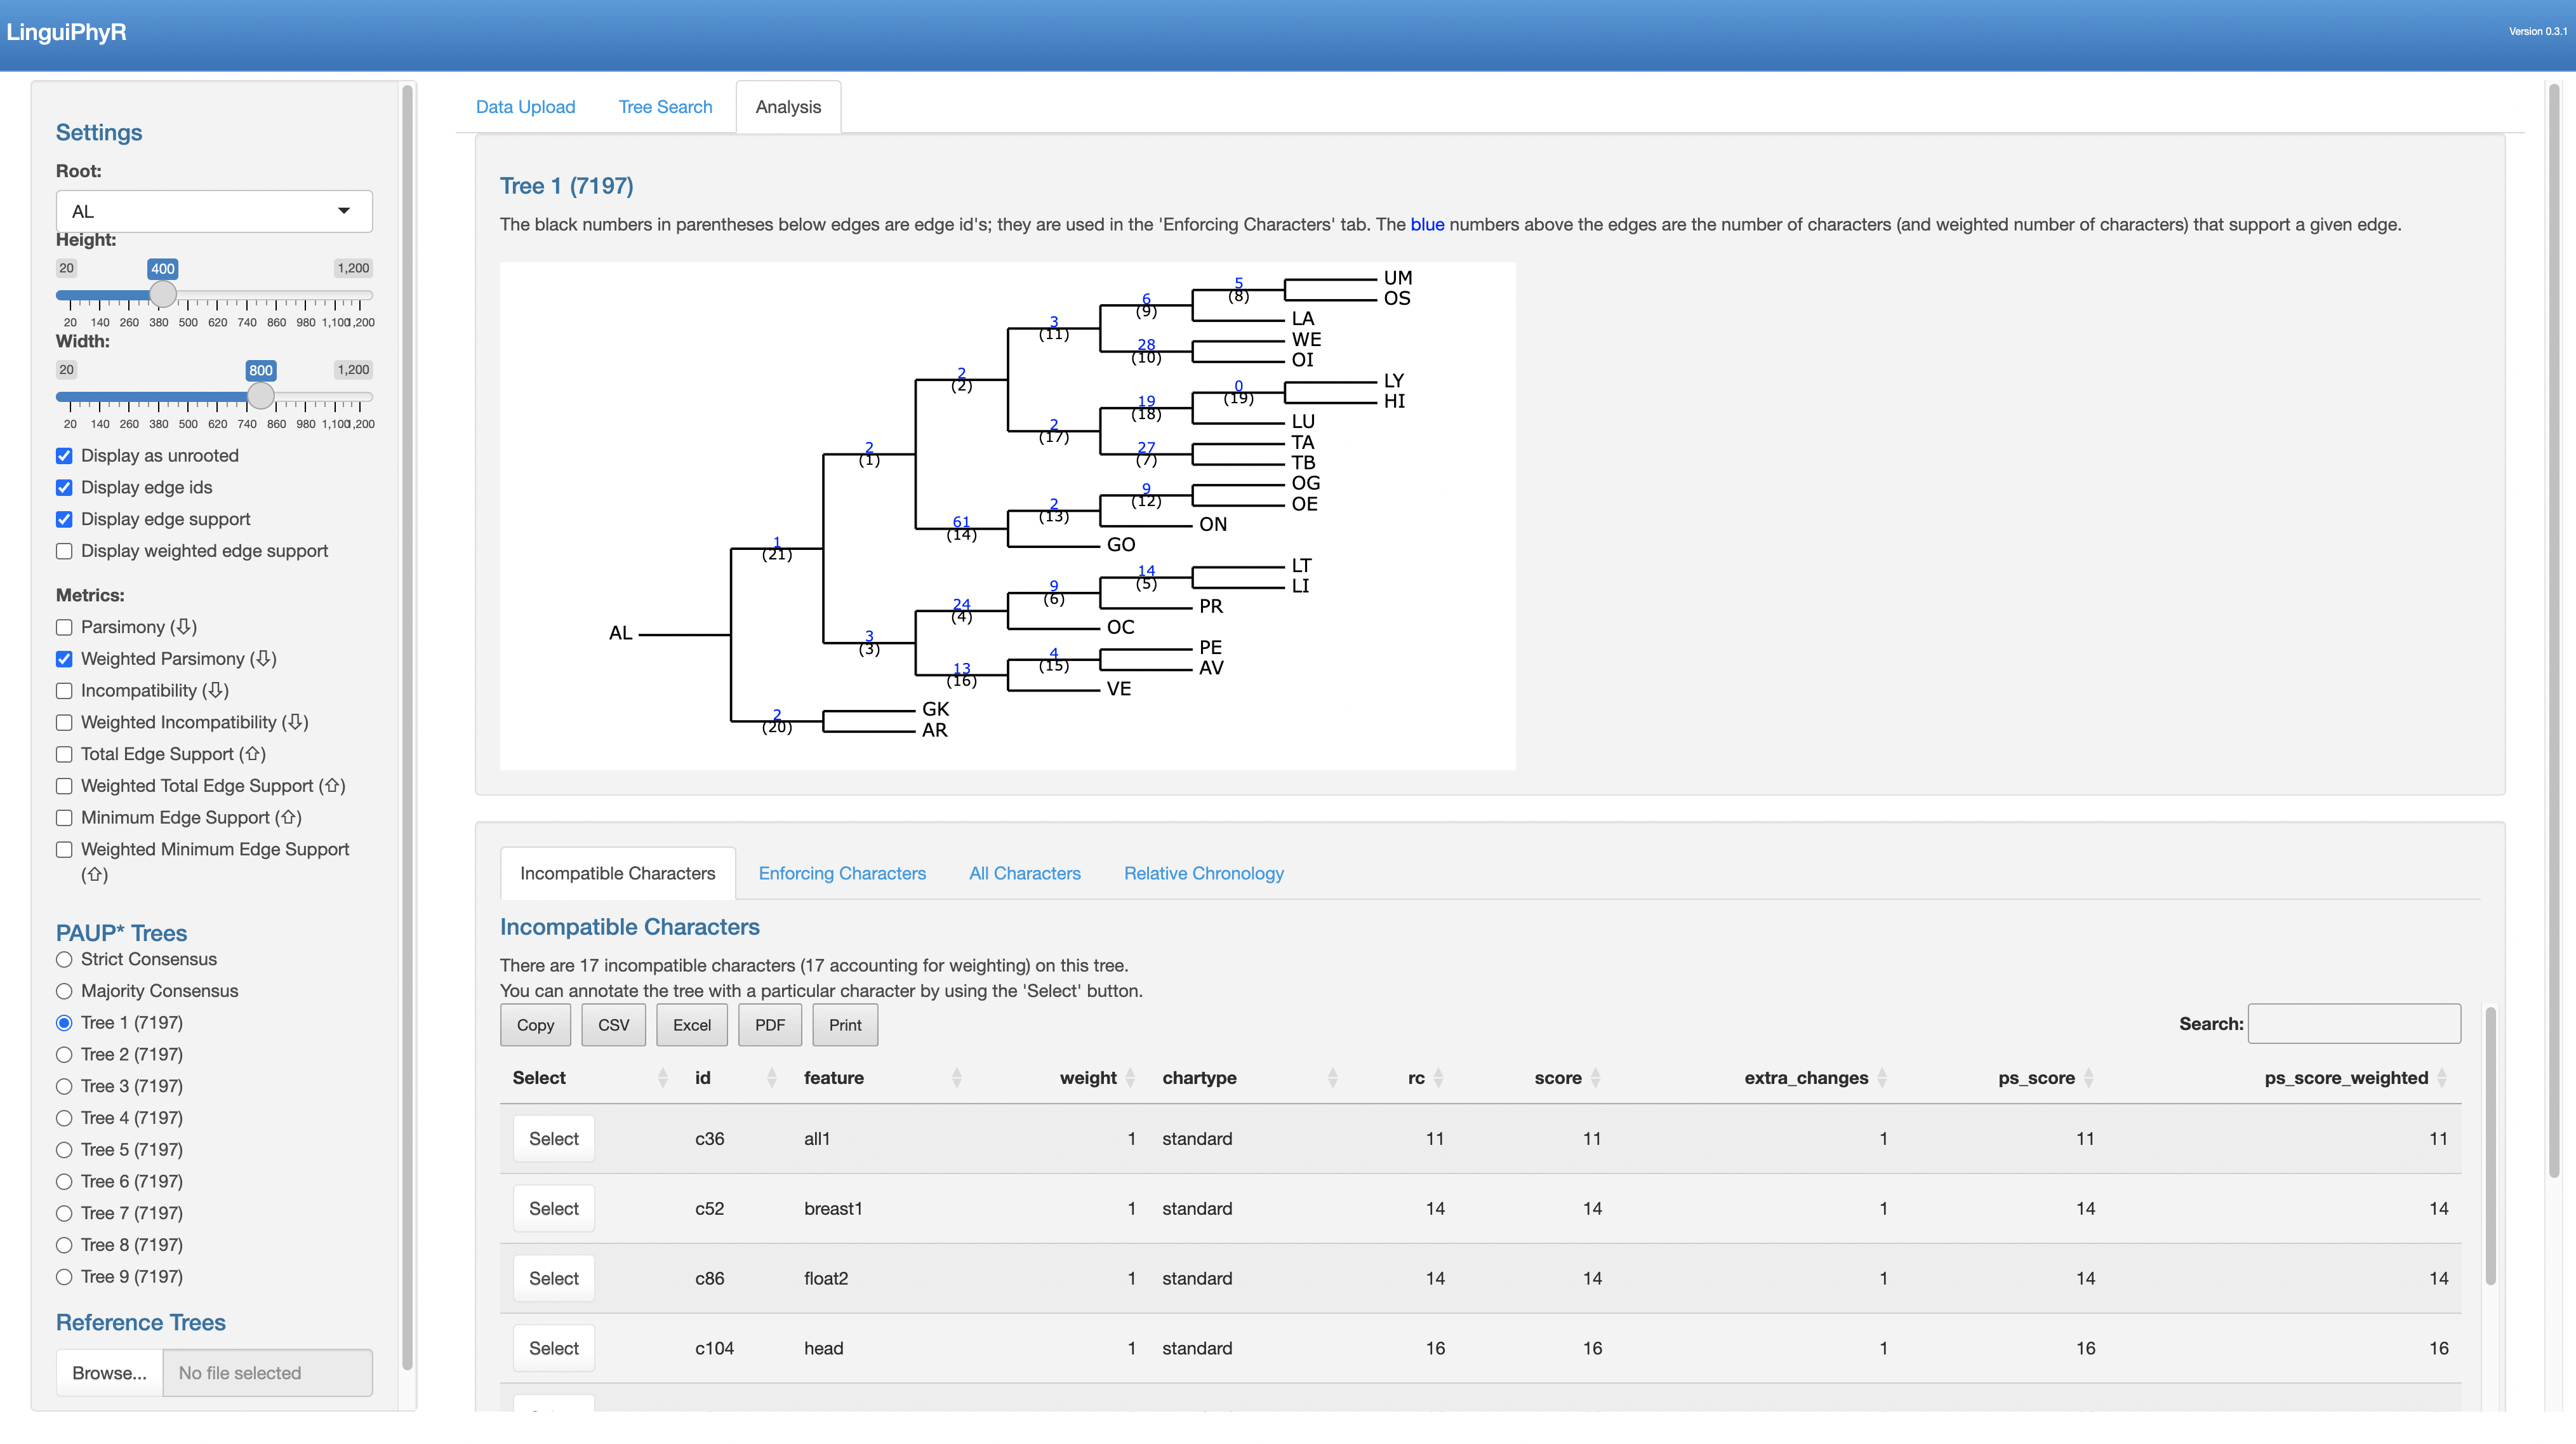 LinguiPhyR
Version 0.3.1
Settings
Root:
AL
Height:
20 400 1,200
20 140 260 380 500 620 740 860 980 1,100 1,200
Width:
20 800 1,200
20 140 260 380 500 620 740 860 980 1,100 1,200
Display as unrooted
Display edge ids
Display edge support
Display weighted edge support
Metrics:
Parsimony (⇩)
Weighted Parsimony (⇩)
Incompatibility (⇩)
Weighted Incompatibility (⇩)
Total Edge Support (⇧)
Weighted Total Edge Support (⇧)
Minimum Edge Support (⇧)
Weighted Minimum Edge Support
(⇧)
PAUP* Trees
Strict Consensus
Majority Consensus
Tree 1 (7197)
Tree 2 (7197)
Tree 3 (7197)
Tree 4 (7197)
Tree 5 (7197)
Tree 6 (7197)
Tree 7 (7197)
Tree 8 (7197)
Tree 9 (7197)
Reference Trees
Browse... No file selected
Data Upload Tree Search Analysis
Tree 1 (7197)
The black numbers in parentheses below edges are edge id's; they are used in the 'Enforcing Characters' tab. The blue numbers above the edges are the number of characters (and weighted number of characters) that support a given edge.
UM
5
(8)
OS
6
(9)
LA
3
(11)
WE
28
(10)
OI
2
(2)
LY
0
(19)
HI
19
(18)
LU
2
(17)
TA
27
(7)
TB
2
(1)
OG
9
(12)
OE
2
(13)
ON
61
(14)
GO
1
(21)
LT
14
(5)
LI
9
(6)
PR
24
(4)
OC
AL
3
(3)
PE
4
(15)
AV
13
(16)
VE
GK
2
(20)
AR
Incompatible Characters Enforcing Characters All Characters Relative Chronology
Incompatible Characters
There are 17 incompatible characters (17 accounting for weighting) on this tree.
You can annotate the tree with a particular character by using the 'Select' button.
Copy CSV Excel PDF Print Search:
Select id feature weight chartype rc score extra_changes ps_score ps_score_weighted
Select c36 all1 1 standard 11 11 1 11 11
Select c52 breast1 1 standard 14 14 1 14 14
Select c86 float2 1 standard 14 14 1 14 14
Select c104 head 1 standard 16 16 1 16 16